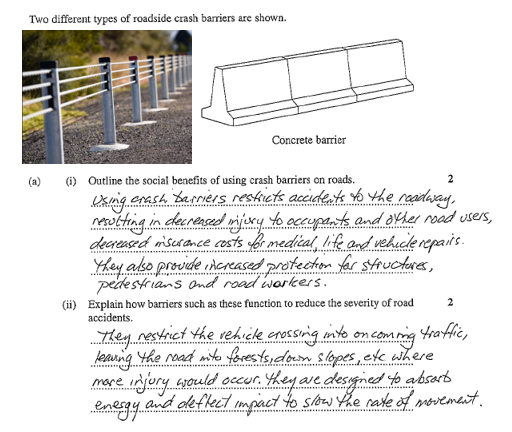 Two different types of roadside crash barriers are shown.
Concrete barrier
(a) (i) Outline the social benefits of using crash barriers on roads. 2
Using crash barriers restricts accidents to the roadway,
resulting in decreased injury to occupants and other road users,
decreased insurance costs for medical, life and vehicle repairs.
They also provide increased protection for structures,
pedestrians and road workers.
(ii) Explain how barriers such as these function to reduce the severity of road 2
accidents.
They restrict the vehicle crossing into oncoming traffic,
leaving the road into forests, down slopes, etc where
more injury would occur. They are designed to absorb
energy and deflect impact to slow the rate of movement.